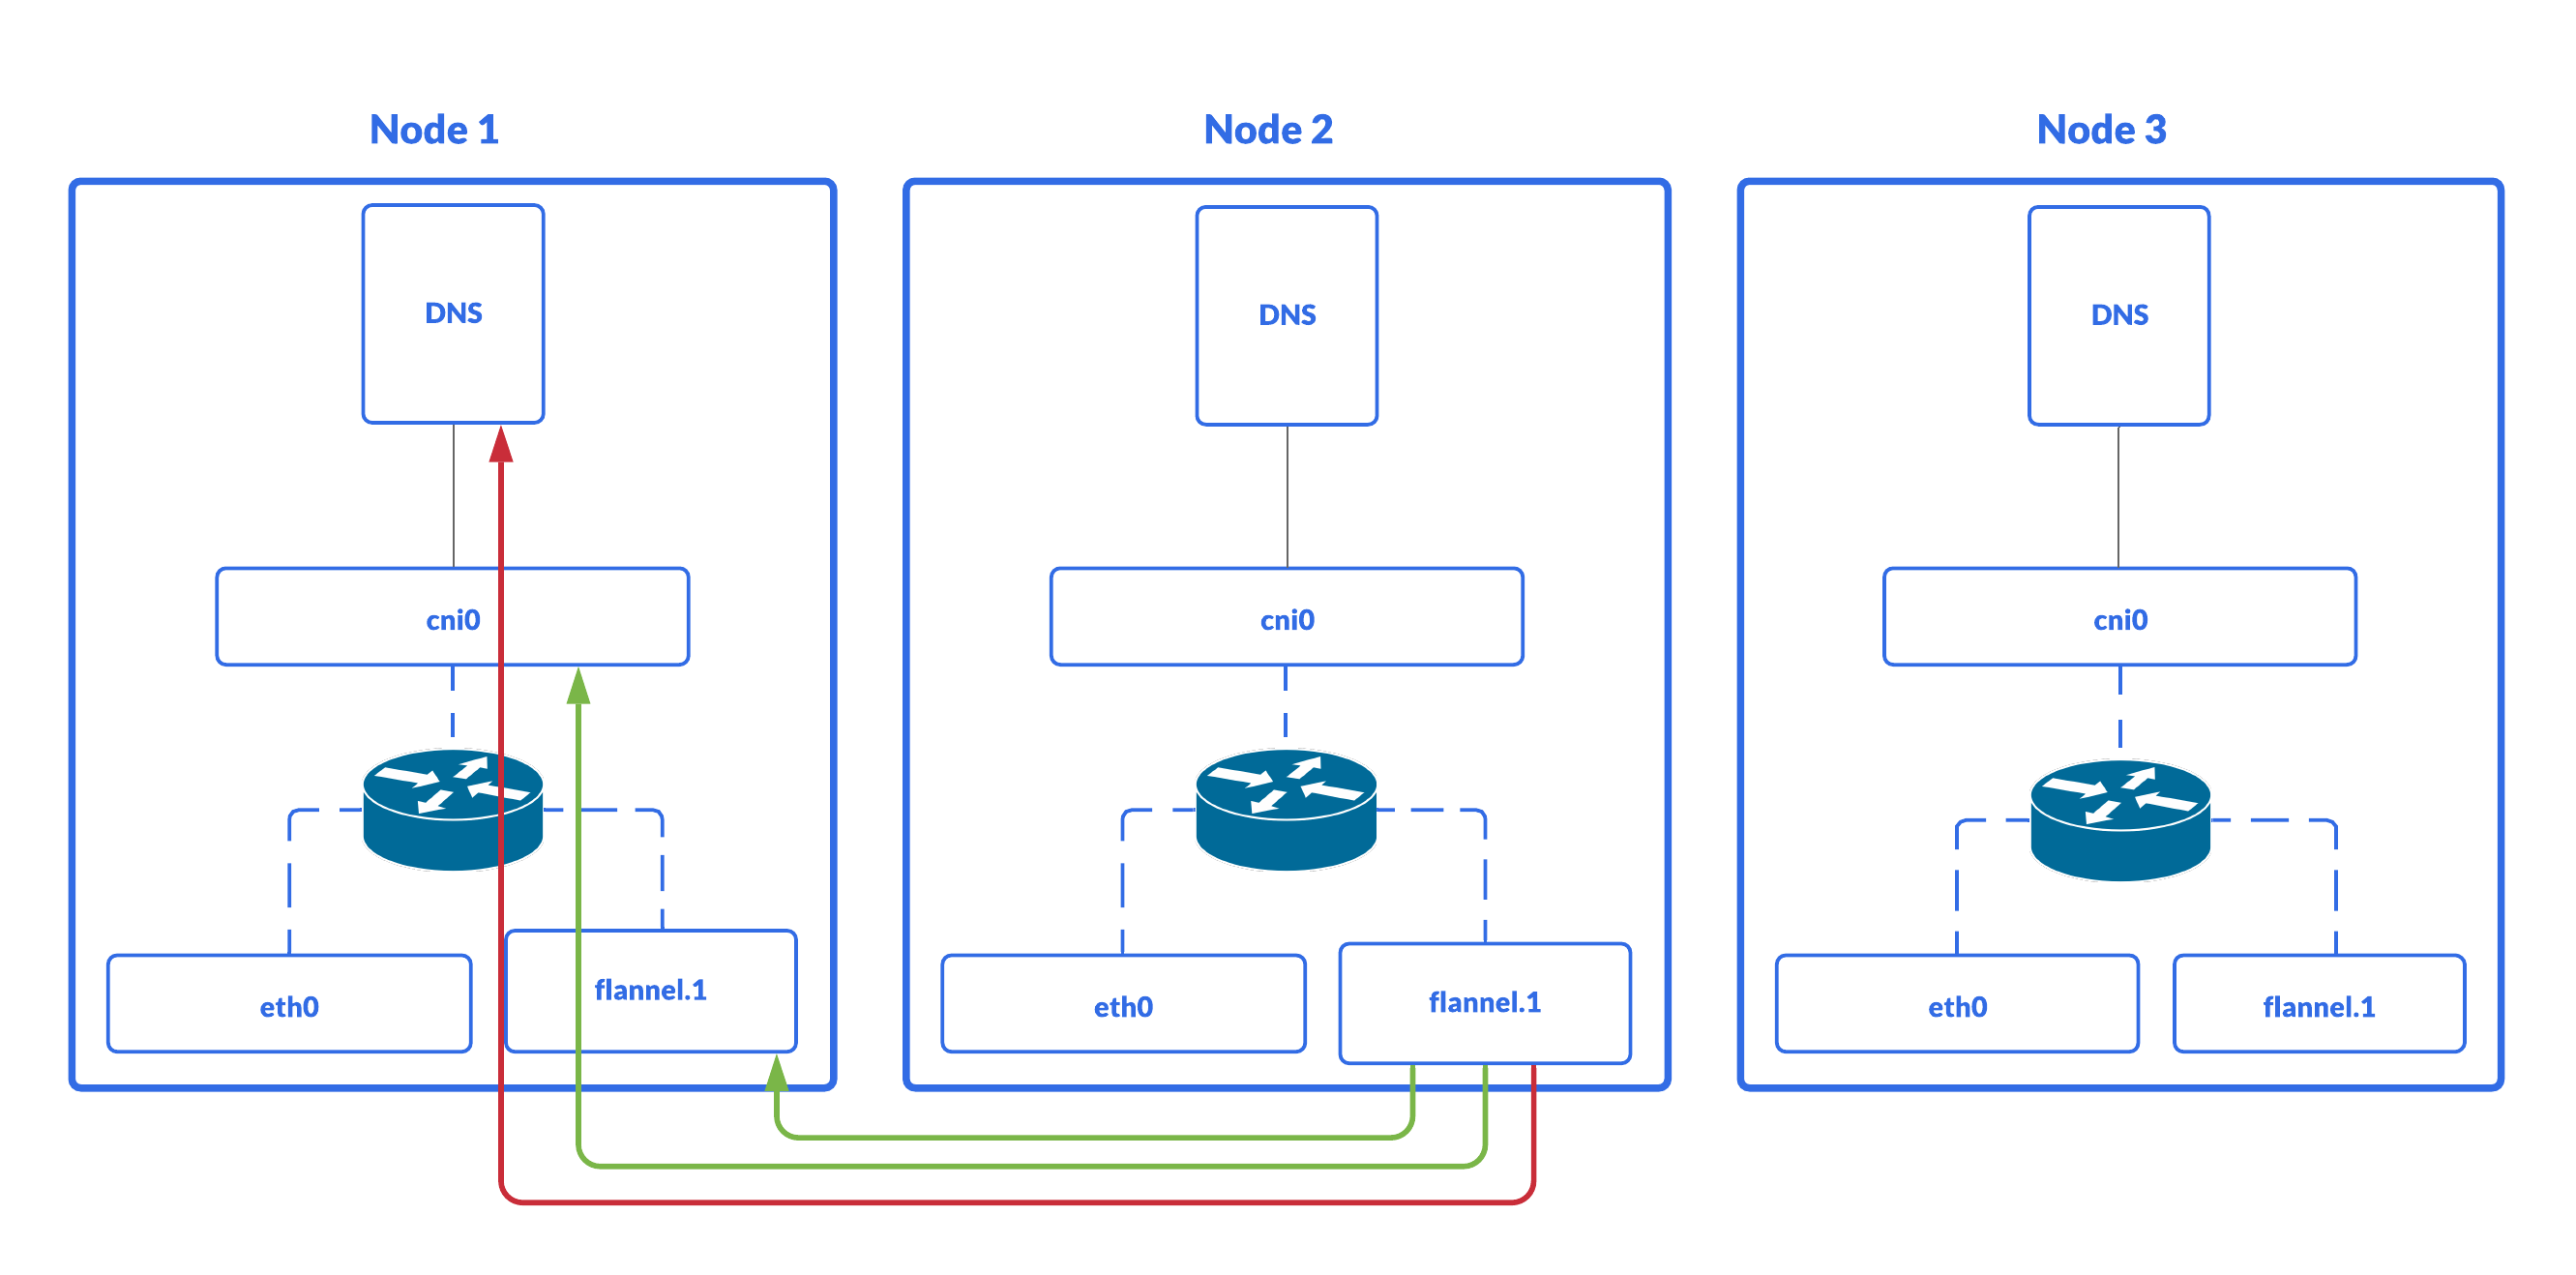 Node 1
Node 2
Node 3
DNS
DNS
DNS
cni0
cni0
cni0
eth0
flannel.1
eth0
flannel.1
eth0
flannel.1